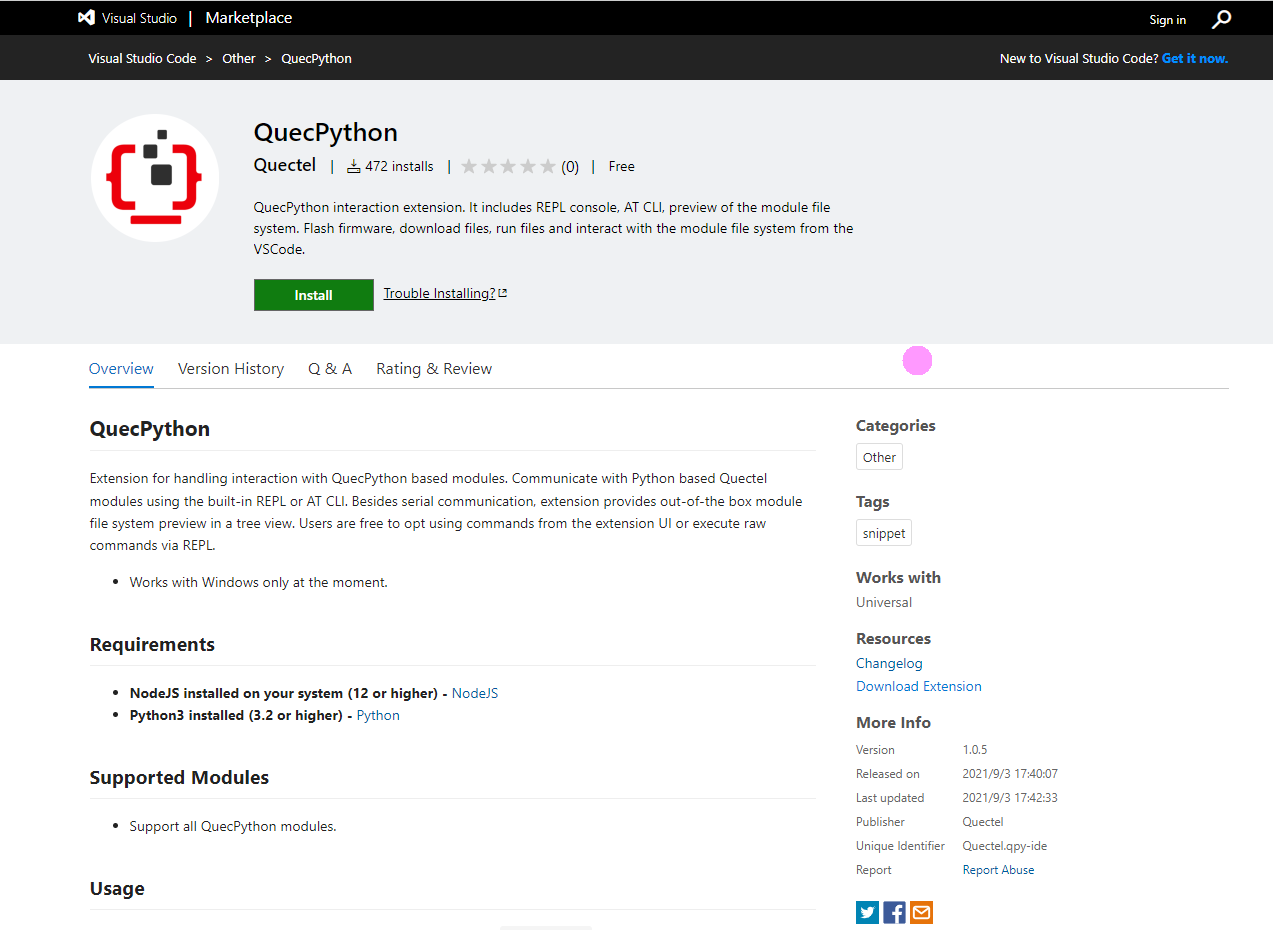 Visual Studio | Marketplace
Sign in
Visual Studio Code > Other > QuecPython
New to Visual Studio Code? Get it now.
QuecPython
Quectel | 472 installs | (0) | Free
QuecPython interaction extension. It includes REPL console, AT CLI, preview of the module file
system. Flash firmware, download files, run files and interact with the module file system from the
VSCode.
Install
Trouble Installing?
Overview
Version History
Q & A
Rating & Review
QuecPython
Extension for handling interaction with QuecPython based modules. Communicate with Python based Quectel
modules using the built-in REPL or AT CLI. Besides serial communication, extension provides out-of-the box module
file system preview in a tree view. Users are free to opt using commands from the extension UI or execute raw
commands via REPL.
• Works with Windows only at the moment.
Requirements
• NodeJS installed on your system (12 or higher) - NodeJS
• Python3 installed (3.2 or higher) - Python
Supported Modules
• Support all QuecPython modules.
Usage
Categories
Other
Tags
snippet
Works with
Universal
Resources
Changelog
Download Extension
More Info
Version 1.0.5
Released on 2021/9/3 17:40:07
Last updated 2021/9/3 17:42:33
Publisher Quectel
Unique Identifier Quectel.qpy-ide
Report Report Abuse